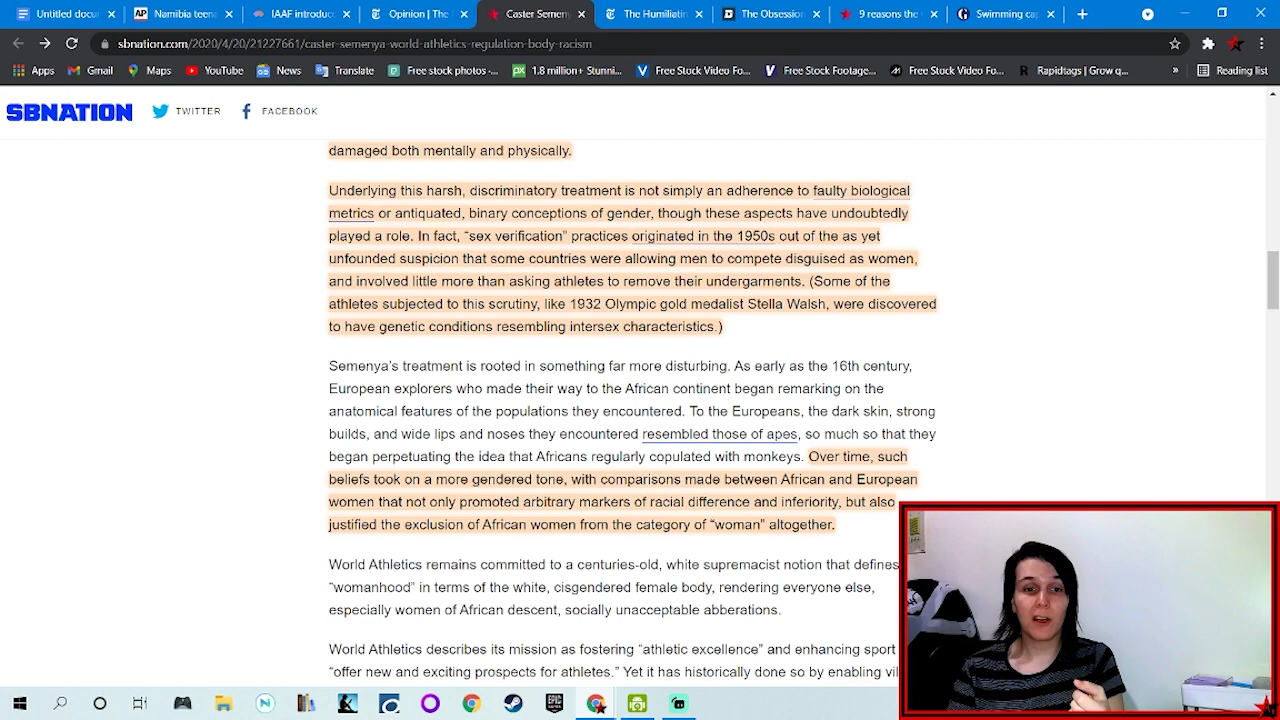 Untitled docum
Namibia teena
IAAF introduc
Opinion | The
Caster Semeny
The Humiliatin
The Obsession
9 reasons the
Swimming cap
sbnation.com/2020/4/20/21227661/caster-semenya-world-athletics-regulation-body-racism
Apps
Gmail
Maps
YouTube
News
Translate
Free stock photos -...
1.8 million+ Stunni...
Free Stock Video Fo...
Free Stock Footage...
Free Stock Video Fo...
Rapidtags | Grow q...
»
Reading list
SBNATION
TWITTER
FACEBOOK
damaged both mentally and physically.
Underlying this harsh, discriminatory treatment is not simply an adherence to faulty biological
metrics or antiquated, binary conceptions of gender, though these aspects have undoubtedly
played a role. In fact, “sex verification” practices originated in the 1950s out of the as yet
unfounded suspicion that some countries were allowing men to compete disguised as women,
and involved little more than asking athletes to remove their undergarments. (Some of the
athletes subjected to this scrutiny, like 1932 Olympic gold medalist Stella Walsh, were discovered
to have genetic conditions resembling intersex characteristics.)
Semenya’s treatment is rooted in something far more disturbing. As early as the 16th century,
European explorers who made their way to the African continent began remarking on the
anatomical features of the populations they encountered. To the Europeans, the dark skin, strong
builds, and wide lips and noses they encountered resembled those of apes, so much so that they
began perpetuating the idea that Africans regularly copulated with monkeys. Over time, such
beliefs took on a more gendered tone, with comparisons made between African and European
women that not only promoted arbitrary markers of racial difference and inferiority, but also
justified the exclusion of African women from the category of “woman” altogether.
World Athletics remains committed to a centuries-old, white supremacist notion that defines
“womanhood” in terms of the white, cisgendered female body, rendering everyone else,
especially women of African descent, socially unacceptable abberations.
World Athletics describes its mission as fostering “athletic excellence” and enhancing sport
“offer new and exciting prospects for athletes.” Yet it has historically done so by enabling vil